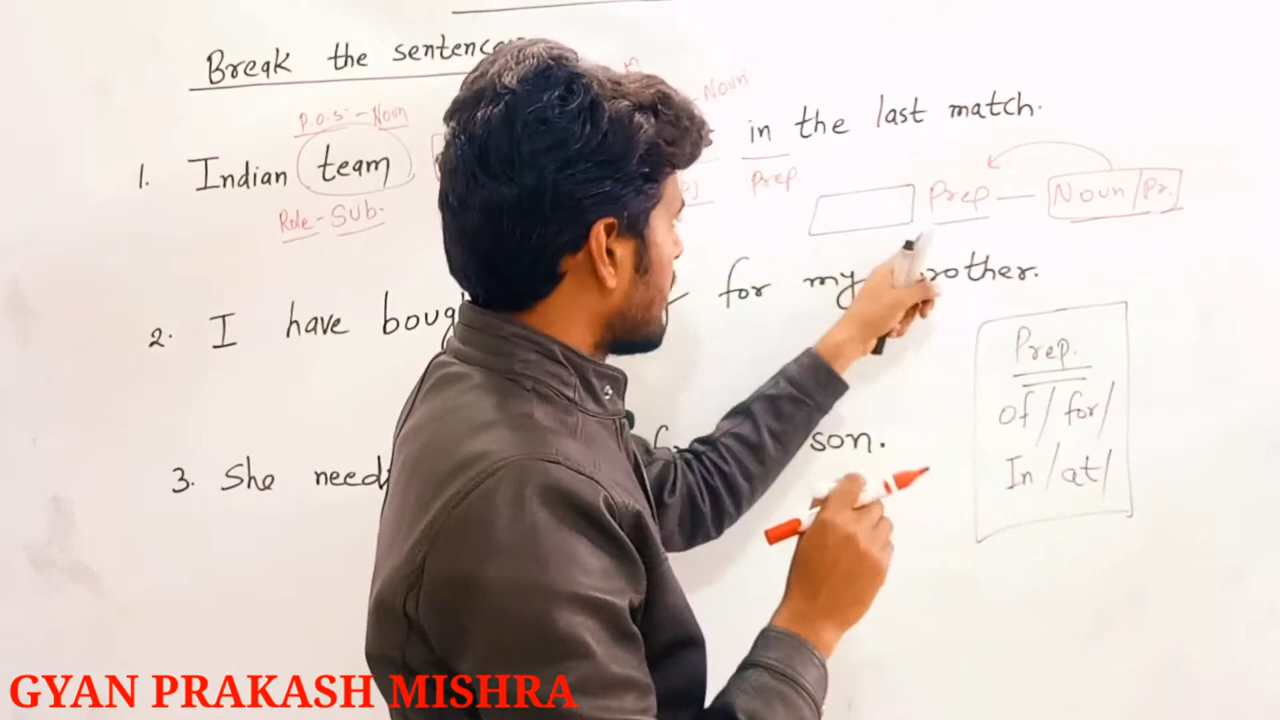 Break the sentence
P.O.S - Noun
Noun
1. Indian team in the last match.
Role - Sub.
Prep
Prep — Noun/Pr.
2. I have boug for my rother.
Prep.
of / for /
In / at /
3. She need son.
GYAN PRAKASH MISHRA